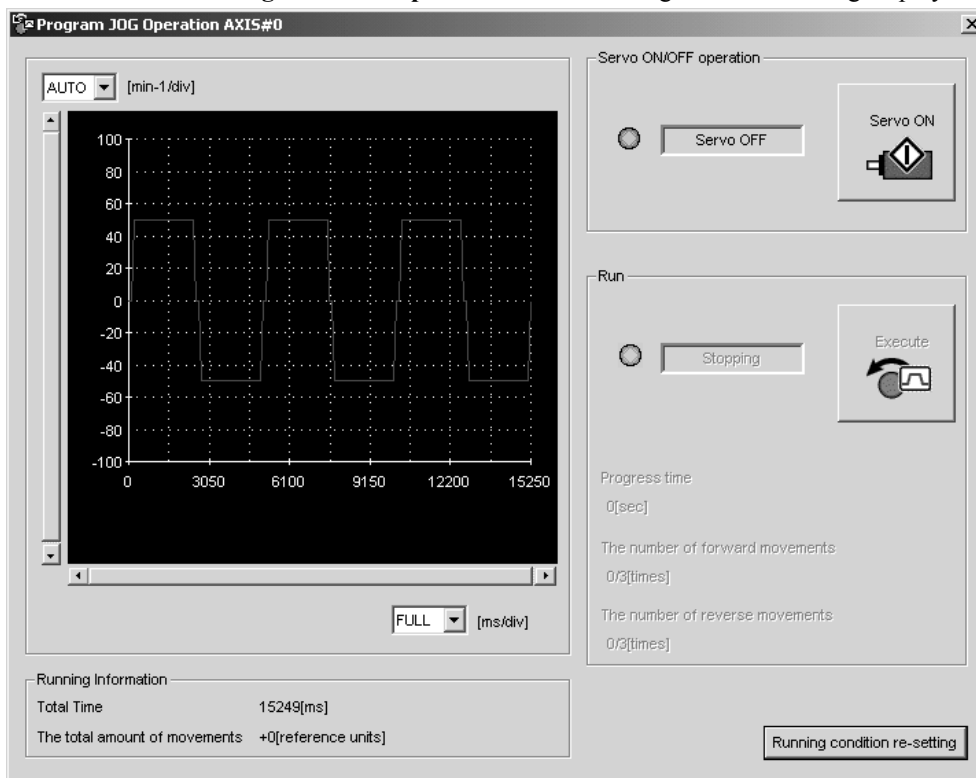 Program JOG Operation AXIS#0
AUTO [min-1/div]
100
80
60
40
20
0
-20
-40
-60
-80
-100
0 3050 6100 9150 12200 15250
FULL [ms/div]
Servo ON/OFF operation
Servo OFF
Servo ON
Run
Stopping
Execute
Progress time
0[sec]
The number of forward movements
0/3[times]
The number of reverse movements
0/3[times]
Running Information
Total Time 15249[ms]
The total amount of movements +0[reference units]
Running condition re-setting